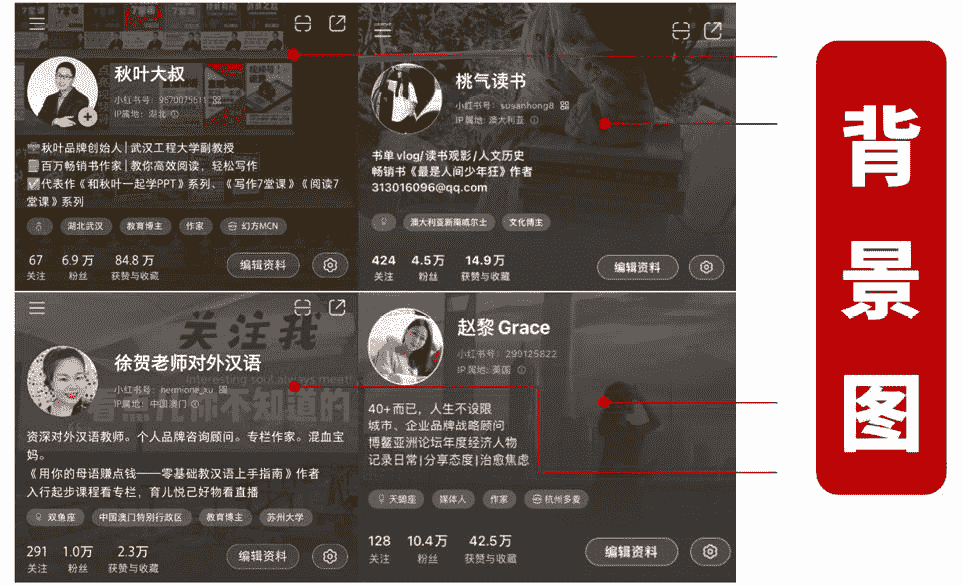 秋叶大叔
小红书号：9670075611
IP属地：湖北
秋叶品牌创始人|武汉工程大学副教授
百万畅销书作家|教你高效阅读，轻松写作
代表作《和秋叶一起学PPT》系列、《写作7堂课》《阅读7
堂课》系列
湖北武汉 教育博主 作家 幻方MCN
67 6.9万 84.8万
关注 粉丝 获赞与收藏
编辑资料
桃气读书
小红书号：susanhong8
IP属地：澳大利亚
书单vlog/读书观影/人文历史
畅销书《最是人间少年狂》作者
313016096@qq.com
澳大利亚新南威尔士 文化博主
424 4.5万 14.9万
关注 粉丝 获赞与收藏
编辑资料
关注我
徐贺老师对外汉语
interesting soul always meet
小红书号：hermione_xu
IP属地：中国澳门
你不知道的
资深对外汉语教师。个人品牌咨询顾问。专栏作家。混血宝
妈。
《用你的母语赚点钱——零基础教汉语上手指南》作者
入行起步课程看专栏，育儿悦己好物看直播
双鱼座 中国澳门特别行政区 教育博主 苏州大学
291 1.0万 2.3万
关注 粉丝 获赞与收藏
编辑资料
赵黎Grace
小红书号：299125822
IP属地：英国
40+而已，人生不设限
城市、企业品牌战略顾问
博鳌亚洲论坛年度经济人物
记录日常|分享态度|治愈焦虑
天蝎座 媒体人 作家 杭州多麦
128 10.4万 42.5万
关注 粉丝 获赞与收藏
编辑资料
背
景
图